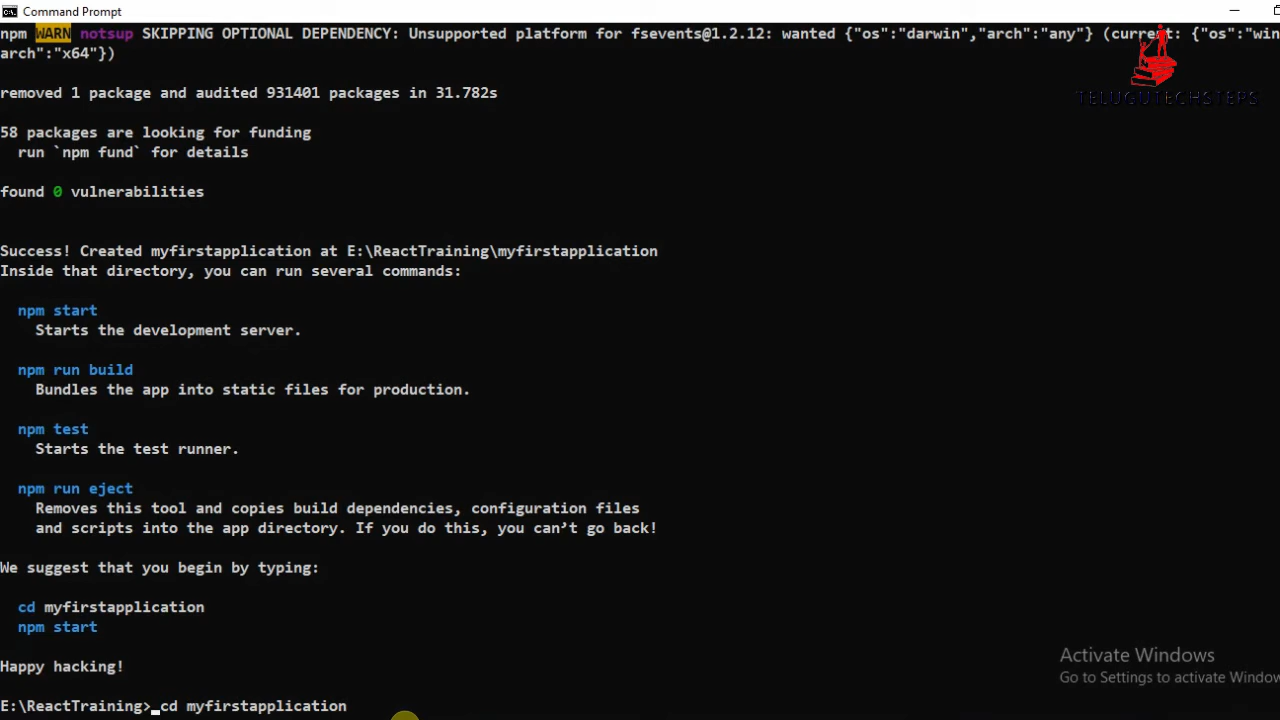 Command Prompt
npm WARN notsup SKIPPING OPTIONAL DEPENDENCY: Unsupported platform for fsevents@1.2.12: wanted {"os":"darwin","arch":"any"} (current: {"os":"win
arch":"x64"})
TELUGUTECHSTEPS
removed 1 package and audited 931401 packages in 31.782s
58 packages are looking for funding
run `npm fund` for details
found 0 vulnerabilities
Success! Created myfirstapplication at E:\ReactTraining\myfirstapplication
Inside that directory, you can run several commands:
npm start
Starts the development server.
npm run build
Bundles the app into static files for production.
npm test
Starts the test runner.
npm run eject
Removes this tool and copies build dependencies, configuration files
and scripts into the app directory. If you do this, you can’t go back!
We suggest that you begin by typing:
cd myfirstapplication
npm start
Happy hacking!
Activate Windows
Go to Settings to activate Window
E:\ReactTraining>_cd myfirstapplication